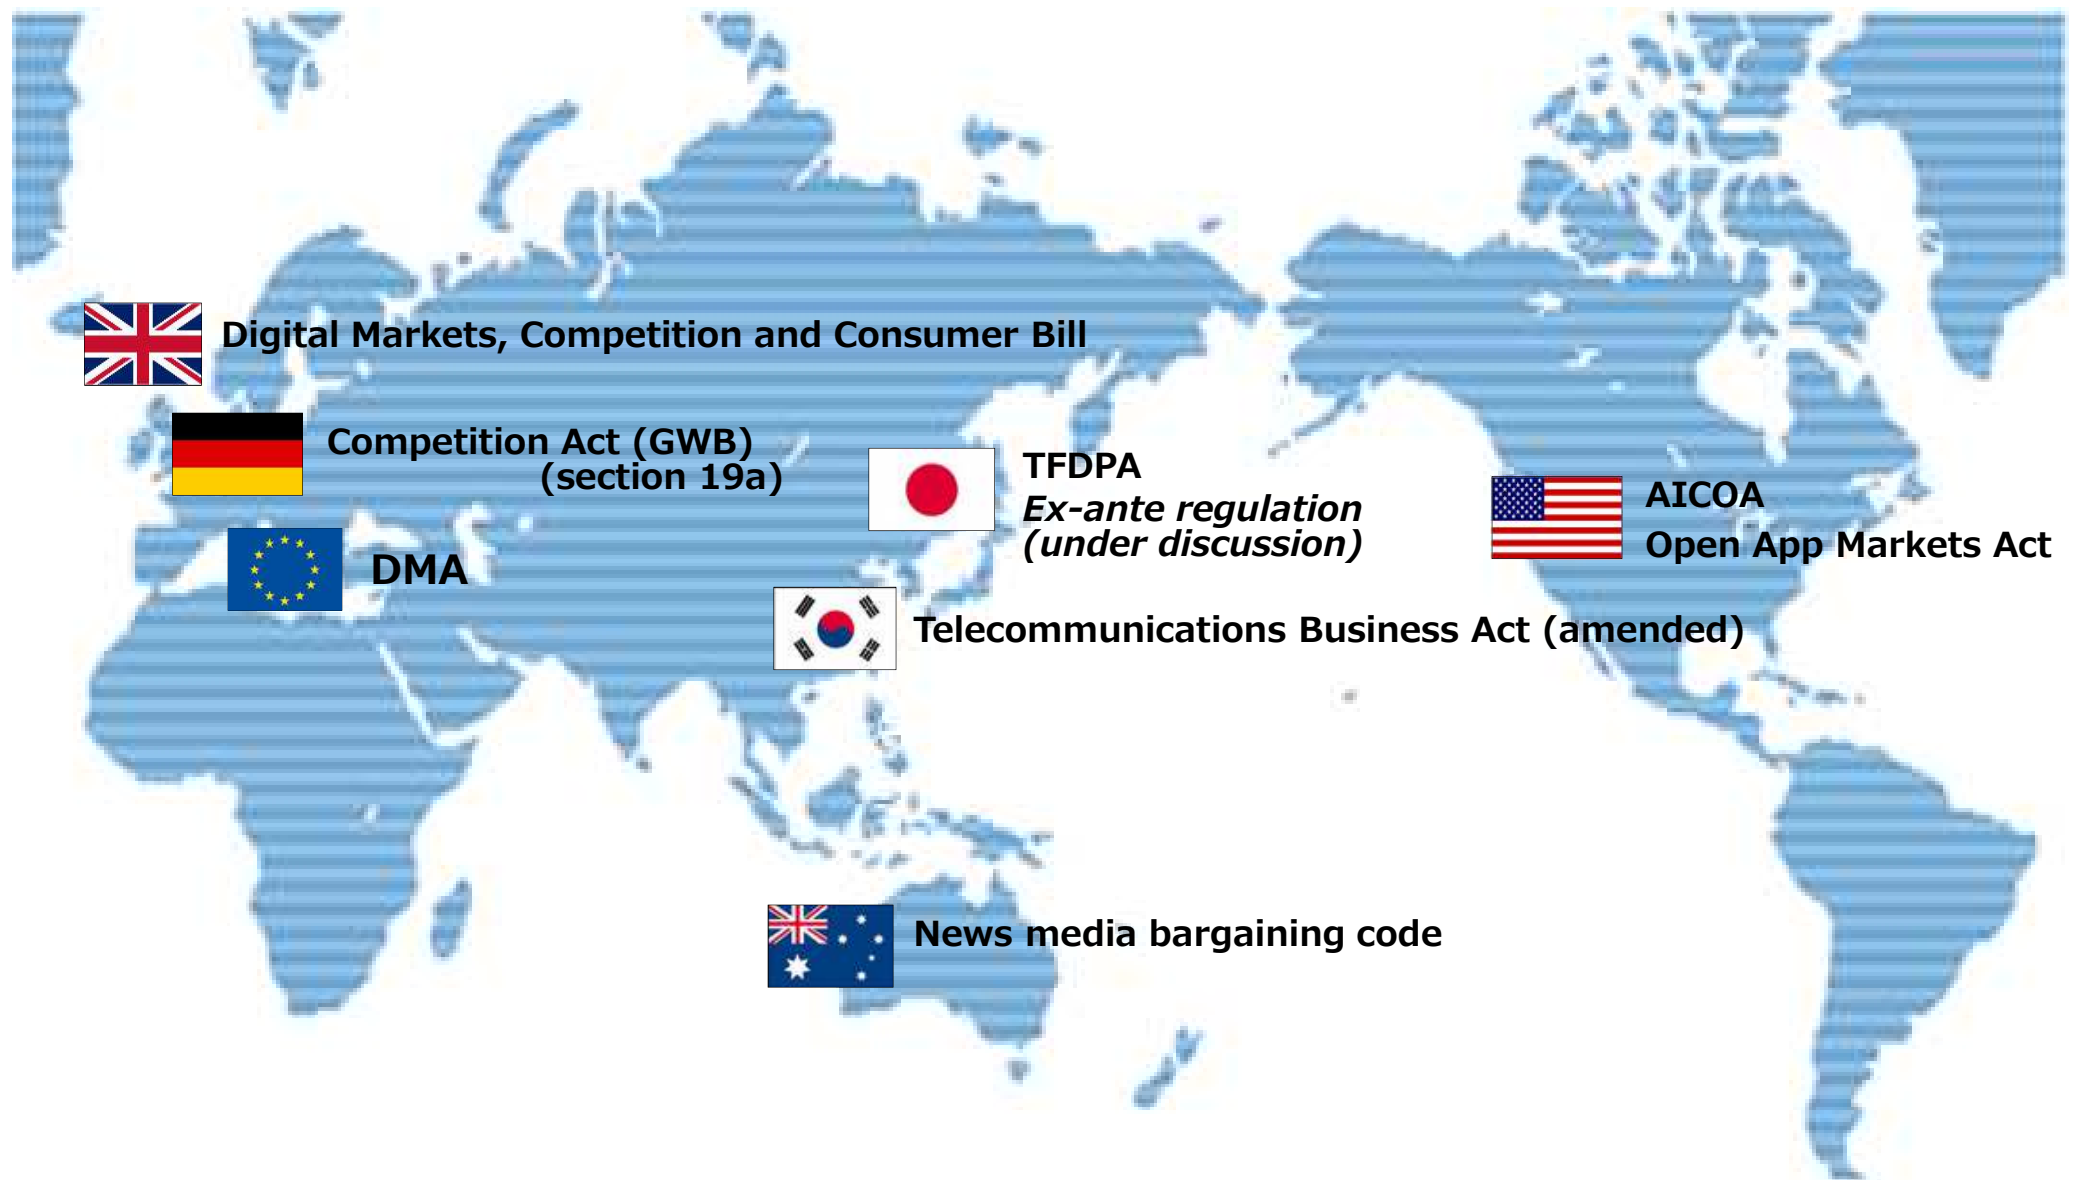 Digital Markets, Competition and Consumer Bill
Competition Act (GWB)
(section 19a)
DMA
TFDPA
Ex-ante regulation
(under discussion)
AICOA
Open App Markets Act
Telecommunications Business Act (amended)
News media bargaining code